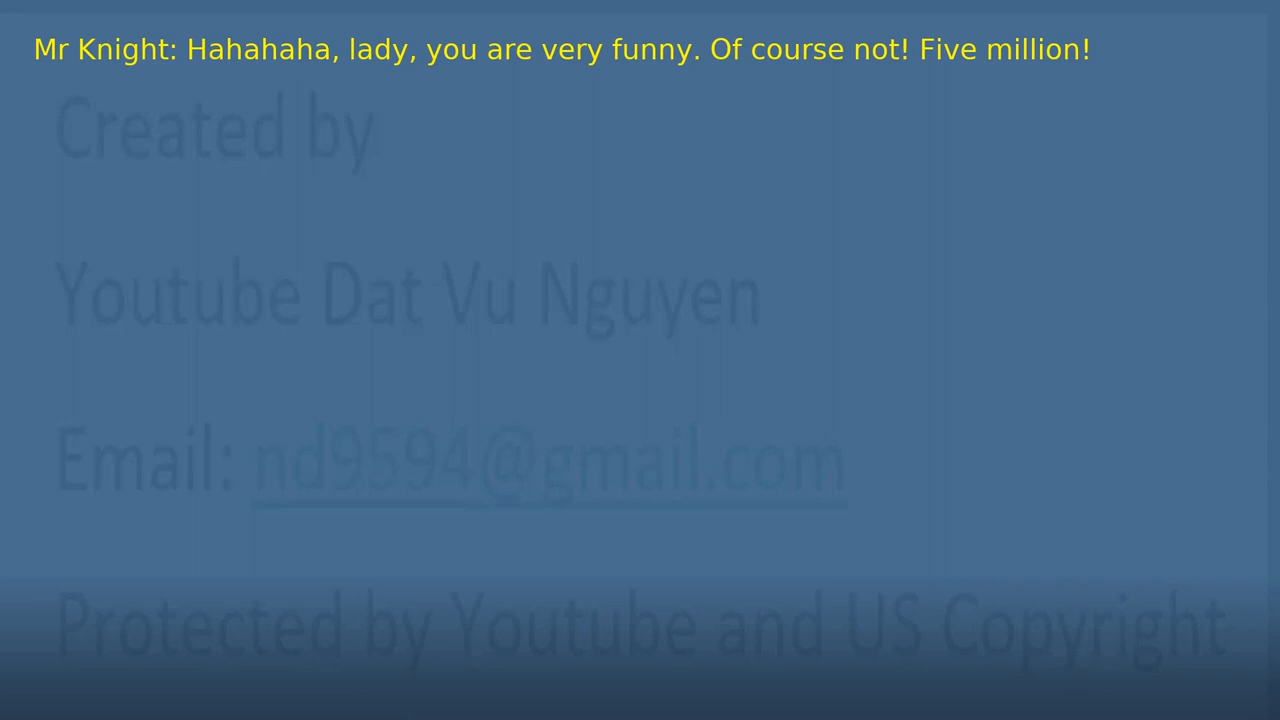 Mr Knight: Hahahaha, lady, you are very funny. Of course not! Five million!
Created by
Youtube Dat Vu Nguyen
Email: nd9594@gmail.com
Protected by Youtube and US Copyright